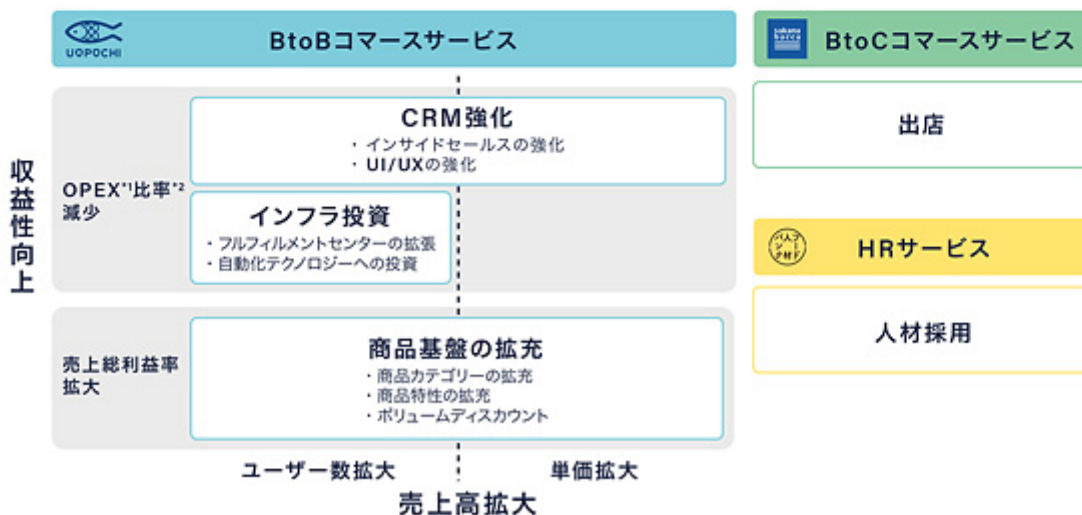 UOPOCHI
BtoBコマースサービス
収益性向上
OPEX*1比率*2
減少
CRM強化
・インサイドセールスの強化
・UI/UXの強化
インフラ投資
・フルフィルメントセンターの拡張
・自動化テクノロジーへの投資
売上総利益率
拡大
商品基盤の拡充
・商品カテゴリーの拡充
・商品特性の拡充
・ボリュームディスカウント
ユーザー数拡大
単価拡大
売上高拡大
sakana
bacca
BtoCコマースサービス
出店
HRサービス
人材採用